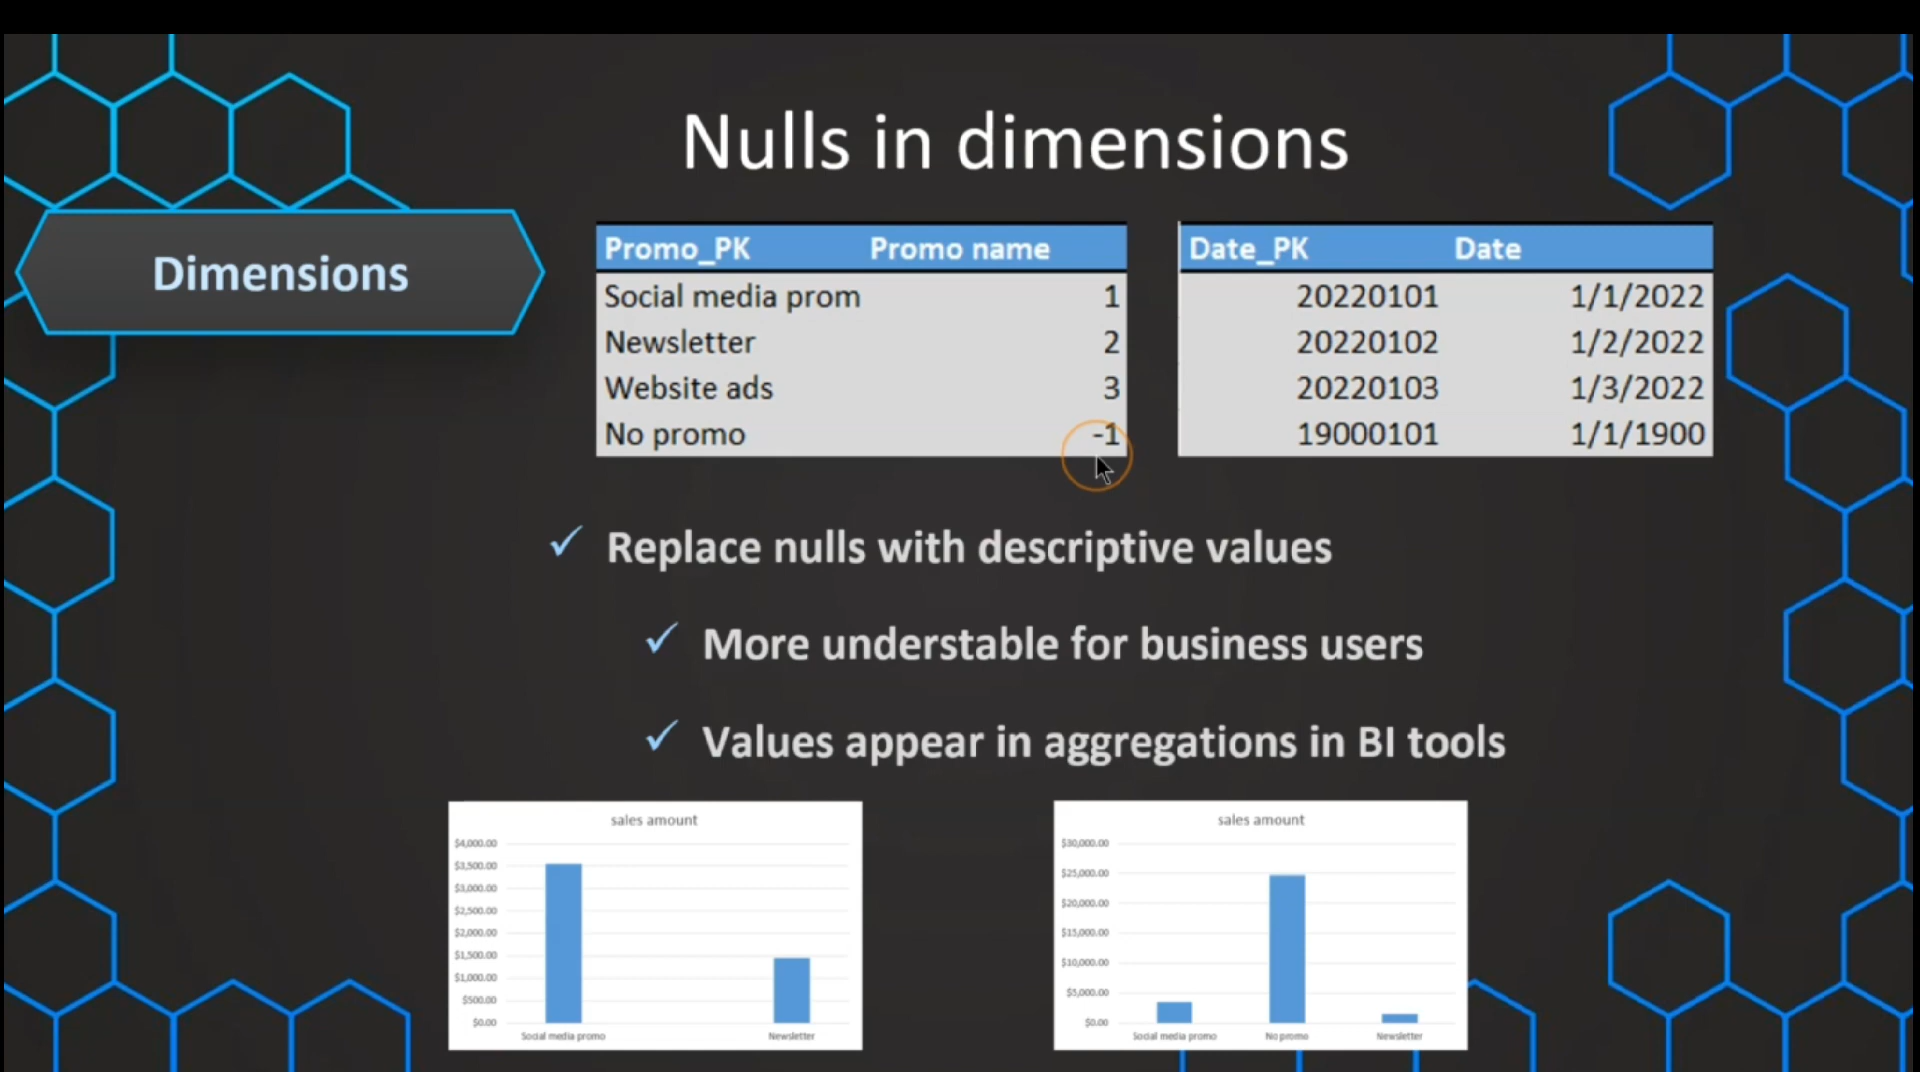 Nulls in dimensions
Dimensions
Promo_PK Promo name
Social media prom 1
Newsletter 2
Website ads 3
No promo -1
Date_PK Date
20220101 1/1/2022
20220102 1/2/2022
20220103 1/3/2022
19000101 1/1/1900
Replace nulls with descriptive values
More understable for business users
Values appear in aggregations in BI tools
sales amount
$4,000.00
$3,500.00
$3,000.00
$2,500.00
$2,000.00
$1,500.00
$1,000.00
$500.00
$0.00
Social media promo Newsletter
sales amount
$30,000.00
$25,000.00
$20,000.00
$15,000.00
$10,000.00
$5,000.00
$0.00
Social media promo No promo Newsletter